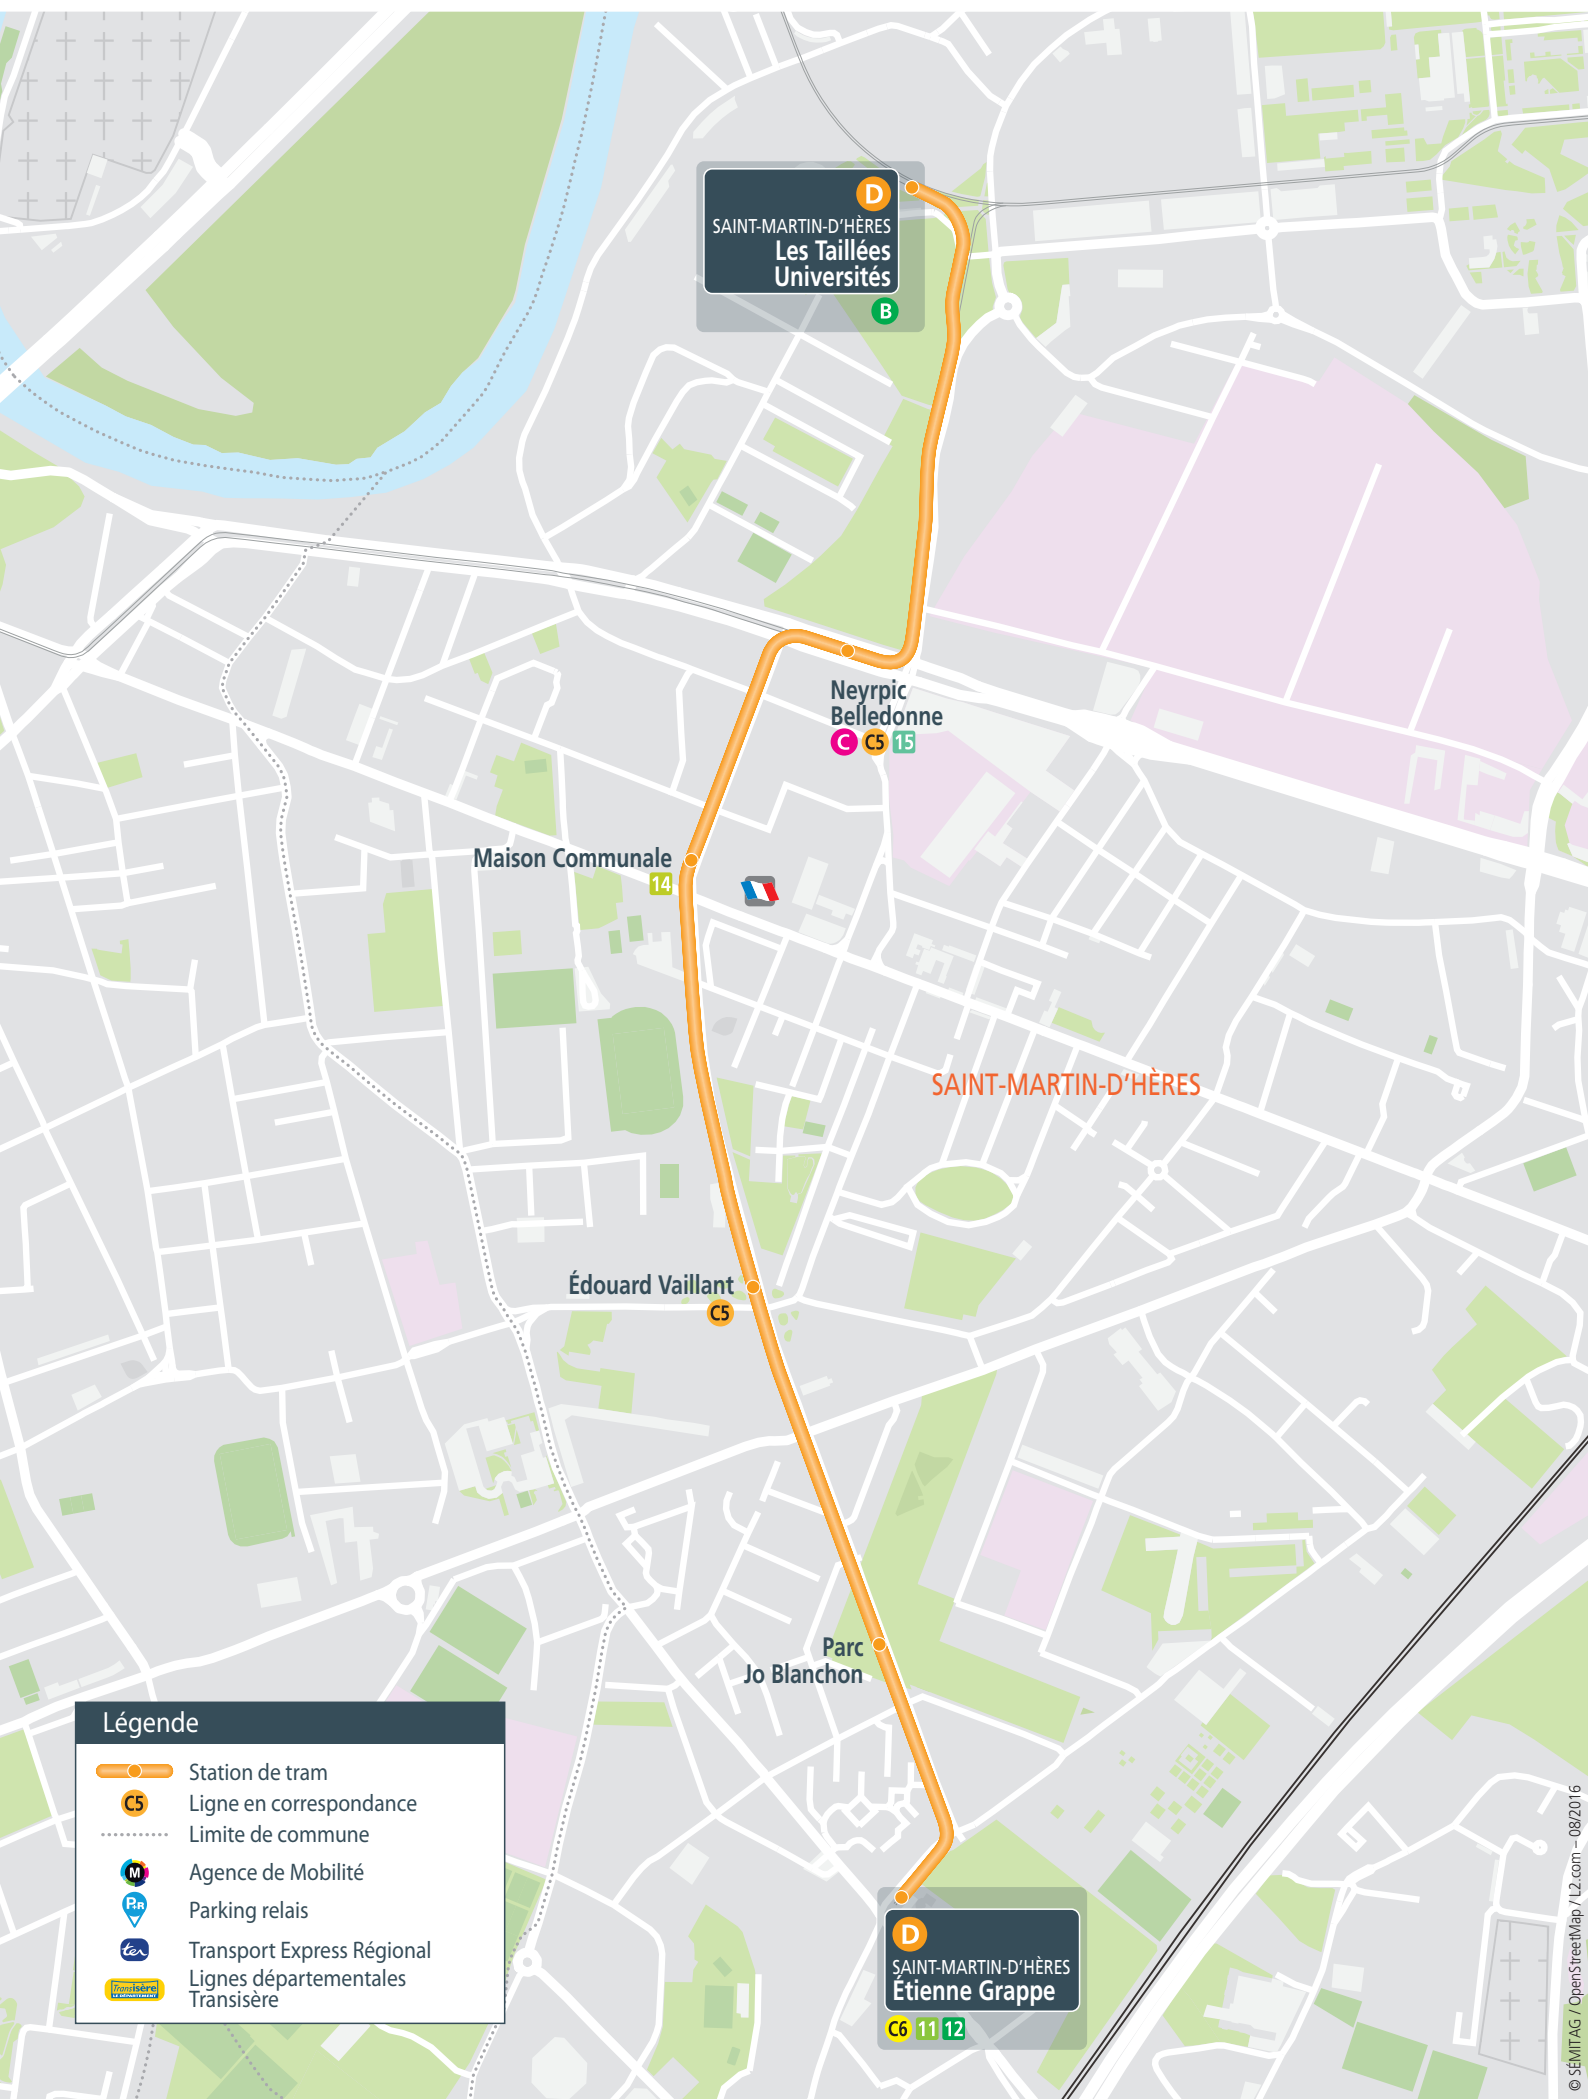 D
SAINT-MARTIN-D'HÈRES
Les Taillées
Universités
B
Neyrpic
Belledonne
C C5 15
Maison Communale
14
SAINT-MARTIN-D'HÈRES
Édouard Vaillant
C5
Parc
Jo Blanchon
Légende
Station de tram
C5 Ligne en correspondance
Limite de commune
M Agence de Mobilité
P+R Parking relais
ter Transport Express Régional
Transisère Lignes départementales
LE DÉPARTEMENT Transisère
D
SAINT-MARTIN-D'HÈRES
Étienne Grappe
C6 11 12
© SÉMITAG / OpenStreetMap / L2.com – 08/2016